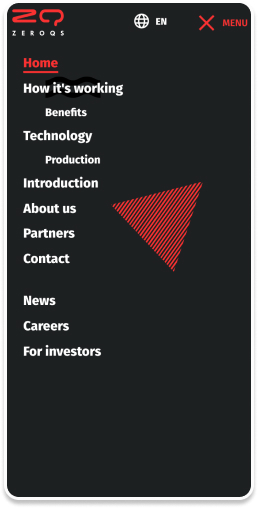 ZQ
ZEROQS
EN
MENU
Home
How it's working
Benefits
Technology
Production
Introduction
About us
Partners
Contact
News
Careers
For investors